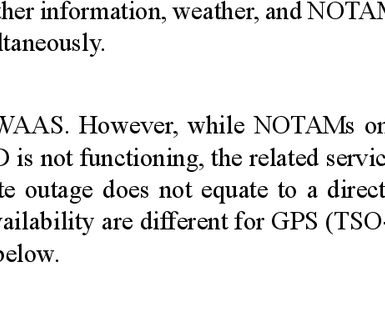 ther information, weather, and NOTAM
ltaneously.
WAAS. However, while NOTAMs on
D is not functioning, the related servic
te outage does not equate to a direct
vailability are different for GPS (TSO-
below.